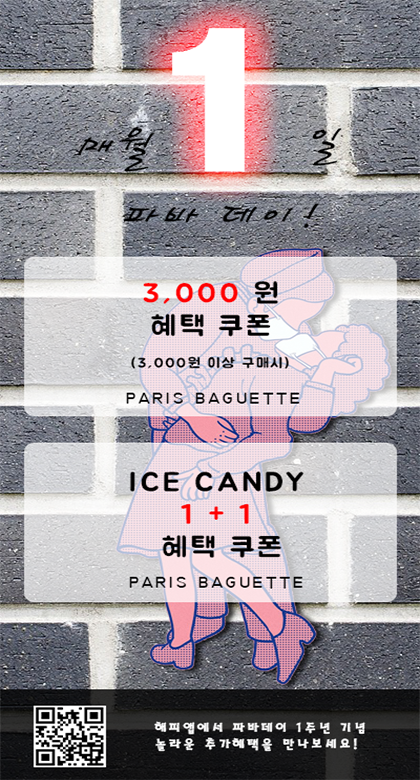 매월 1 일
파바 데이!
3,000 원
혜택 쿠폰
(3,000원 이상 구매시)
PARIS BAGUETTE
ICE CANDY
1 + 1
혜택 쿠폰
PARIS BAGUETTE
해피앱에서 파바데이 1주년 기념
놀라운 추가혜택을 만나보세요!